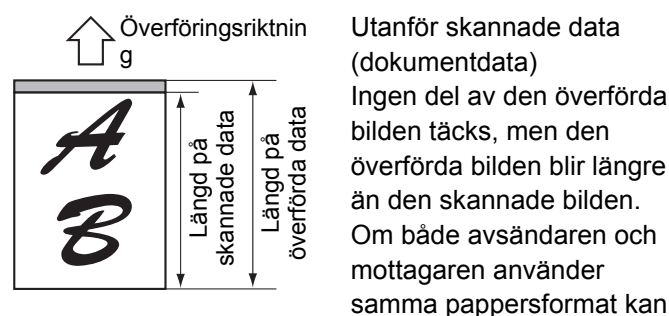 Överföringsriktnin
g
A
B
Längd på
skannade data
Längd på
överförda data
Utanför skannade data
(dokumentdata)
Ingen del av den överförda
bilden täcks, men den
överförda bilden blir längre
än den skannade bilden.
Om både avsändaren och
mottagaren använder
samma pappersformat kan